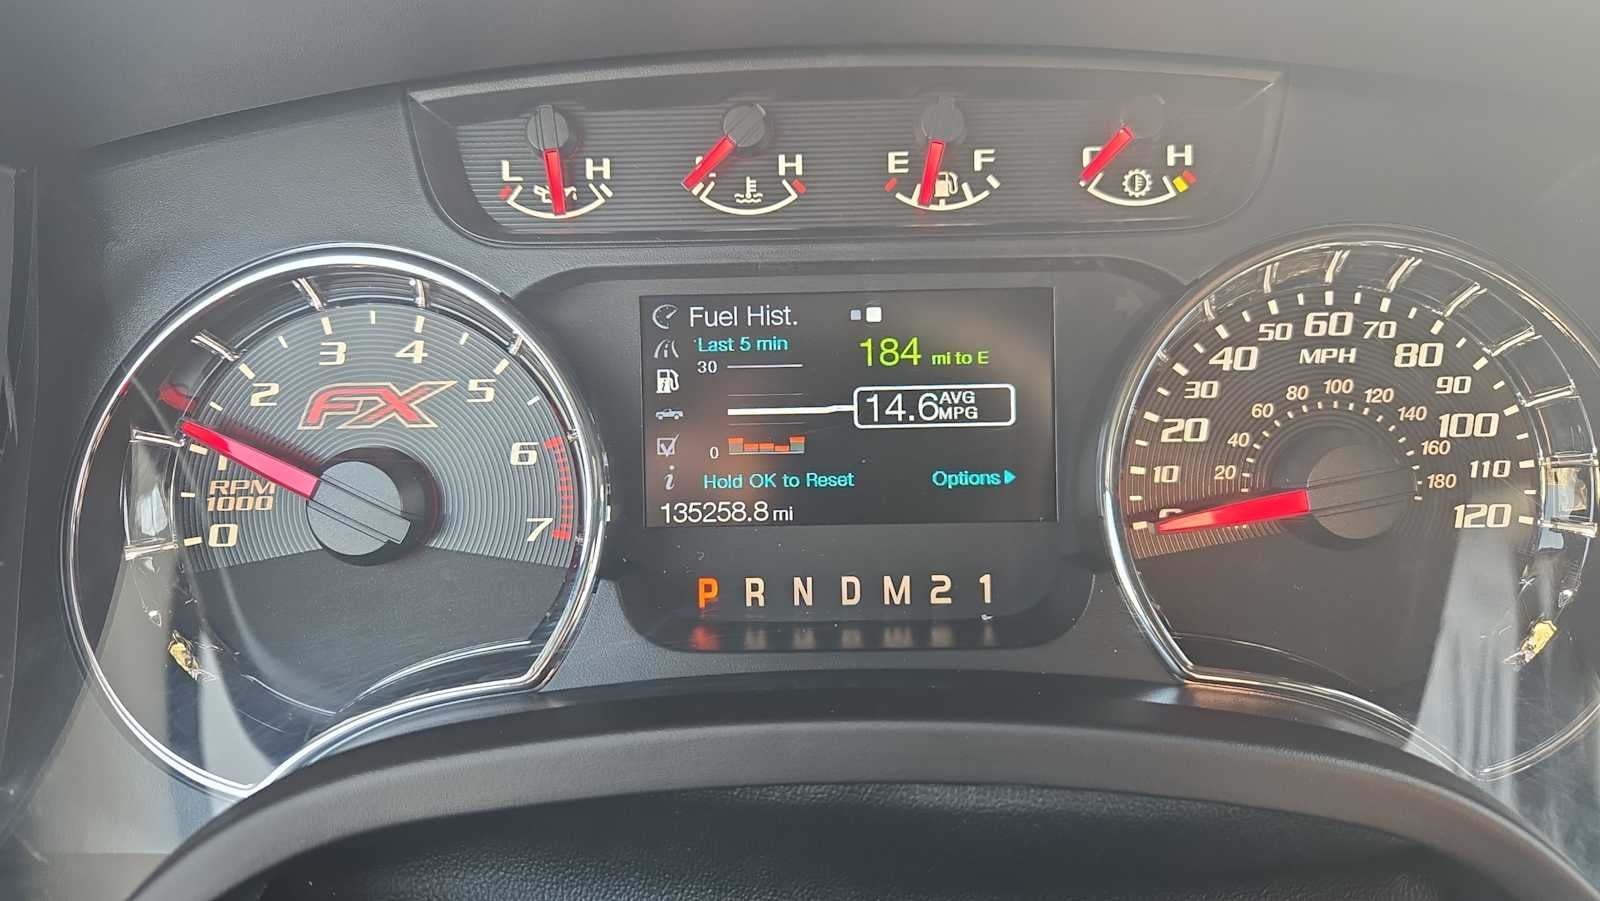 L H H E F H
Fuel Hist.
Last 5 min
30
184 mi to E
14.6 AVG MPG
0
Hold OK to Reset
Options
135258.8 mi
P R N D M 2 1
FX
RPM
1000
0 1 2 3 4 5 6 7
MPH
0 10 20 30 40 50 60 70 80 90 100 110 120
20 40 60 80 100 120 140 160 180